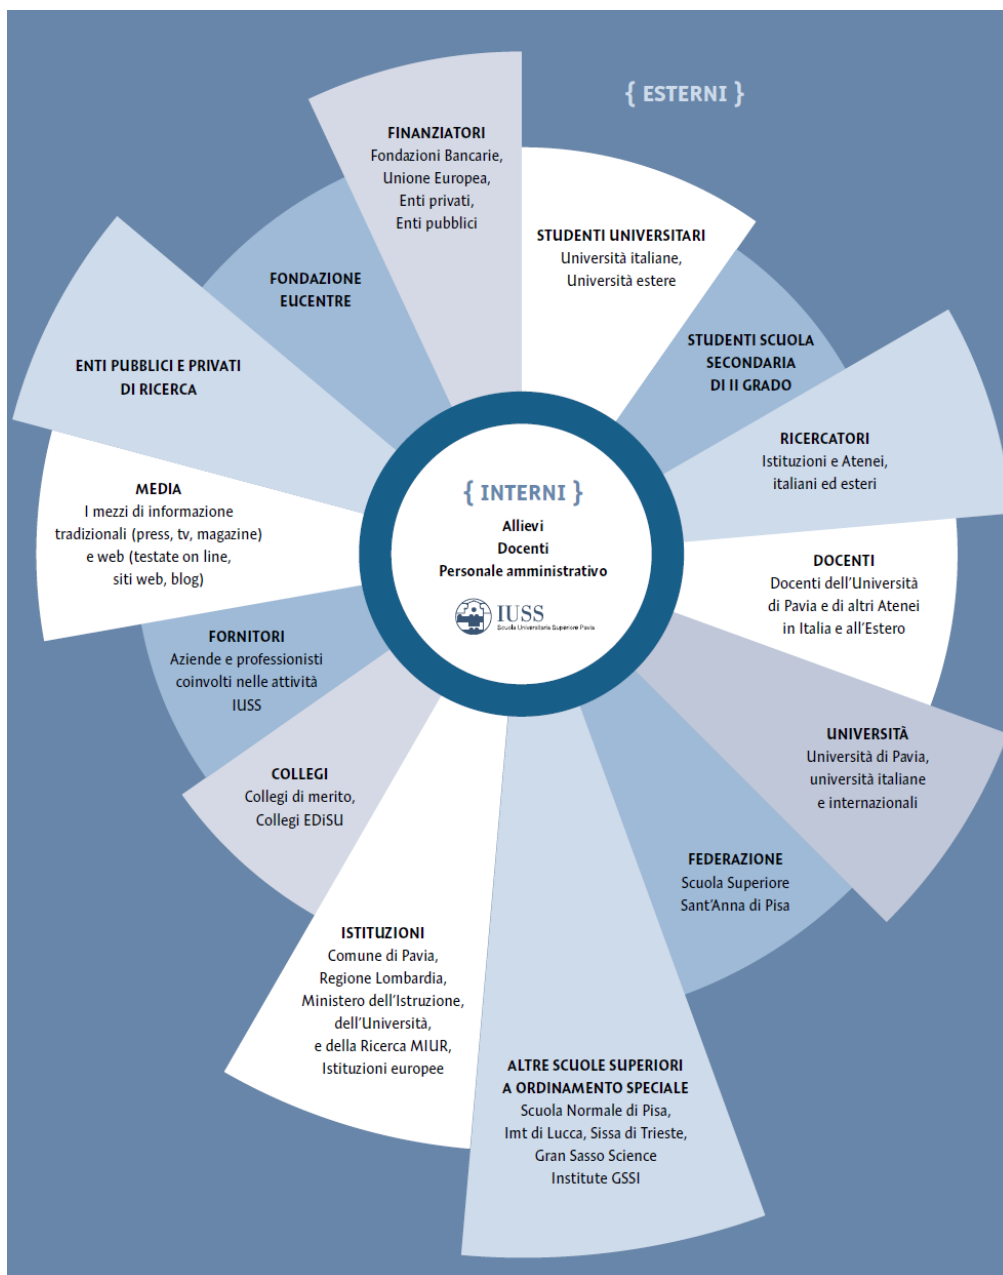 { ESTERNI }
FINANZIATORI
Fondazioni Bancarie,
Unione Europea,
Enti privati,
Enti pubblici
STUDENTI UNIVERSITARI
Università italiane,
Università estere
STUDENTI SCUOLA
SECONDARIA
DI II GRADO
RICERCATORI
Istituzioni e Atenei,
italiani ed esteri
DOCENTI
Docenti dell'Università
di Pavia e di altri Atenei
in Italia e all'Estero
UNIVERSITÀ
Università di Pavia,
università italiane
e internazionali
FEDERAZIONE
Scuola Superiore
Sant'Anna di Pisa
ALTRE SCUOLE SUPERIORI
A ORDINAMENTO SPECIALE
Scuola Normale di Pisa,
Imt di Lucca, Sissa di Trieste,
Gran Sasso Science
Institute GSSI
ISTITUZIONI
Comune di Pavia,
Regione Lombardia,
Ministero dell'Istruzione,
dell'Università,
e della Ricerca MIUR,
Istituzioni europee
COLLEGI
Collegi di merito,
Collegi EDiSU
FORNITORI
Aziende e professionisti
coinvolti nelle attività
IUSS
MEDIA
I mezzi di informazione
tradizionali (press, tv, magazine)
e web (testate on line,
siti web, blog)
ENTI PUBBLICI E PRIVATI
DI RICERCA
FONDAZIONE
EUCENTRE
{ INTERNI }
Allievi
Docenti
Personale amministrativo
IUSS
Scuola Universitaria Superiore Pavia